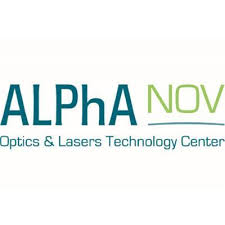 ALPhA NOV
Optics & Lasers Technology Center